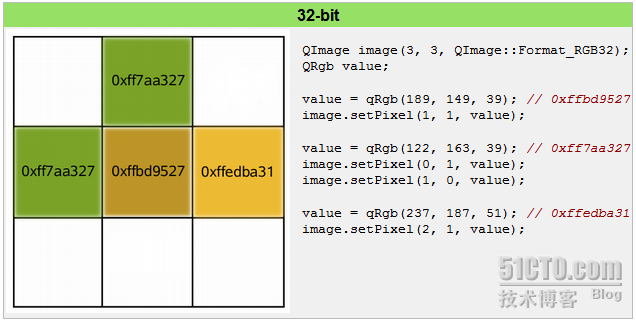 32-bit
0xff7aa327
0xff7aa327 0xffbd9527 0xffedba31
QImage image(3, 3, QImage::Format_RGB32);
QRgb value;
value = qRgb(189, 149, 39); // 0xffbd9527
image.setPixel(1, 1, value);
value = qRgb(122, 163, 39); // 0xff7aa327
image.setPixel(0, 1, value);
image.setPixel(1, 0, value);
value = qRgb(237, 187, 51); // 0xffedba31
image.setPixel(2, 1, value);
51CTO.com
技术博客 Blog